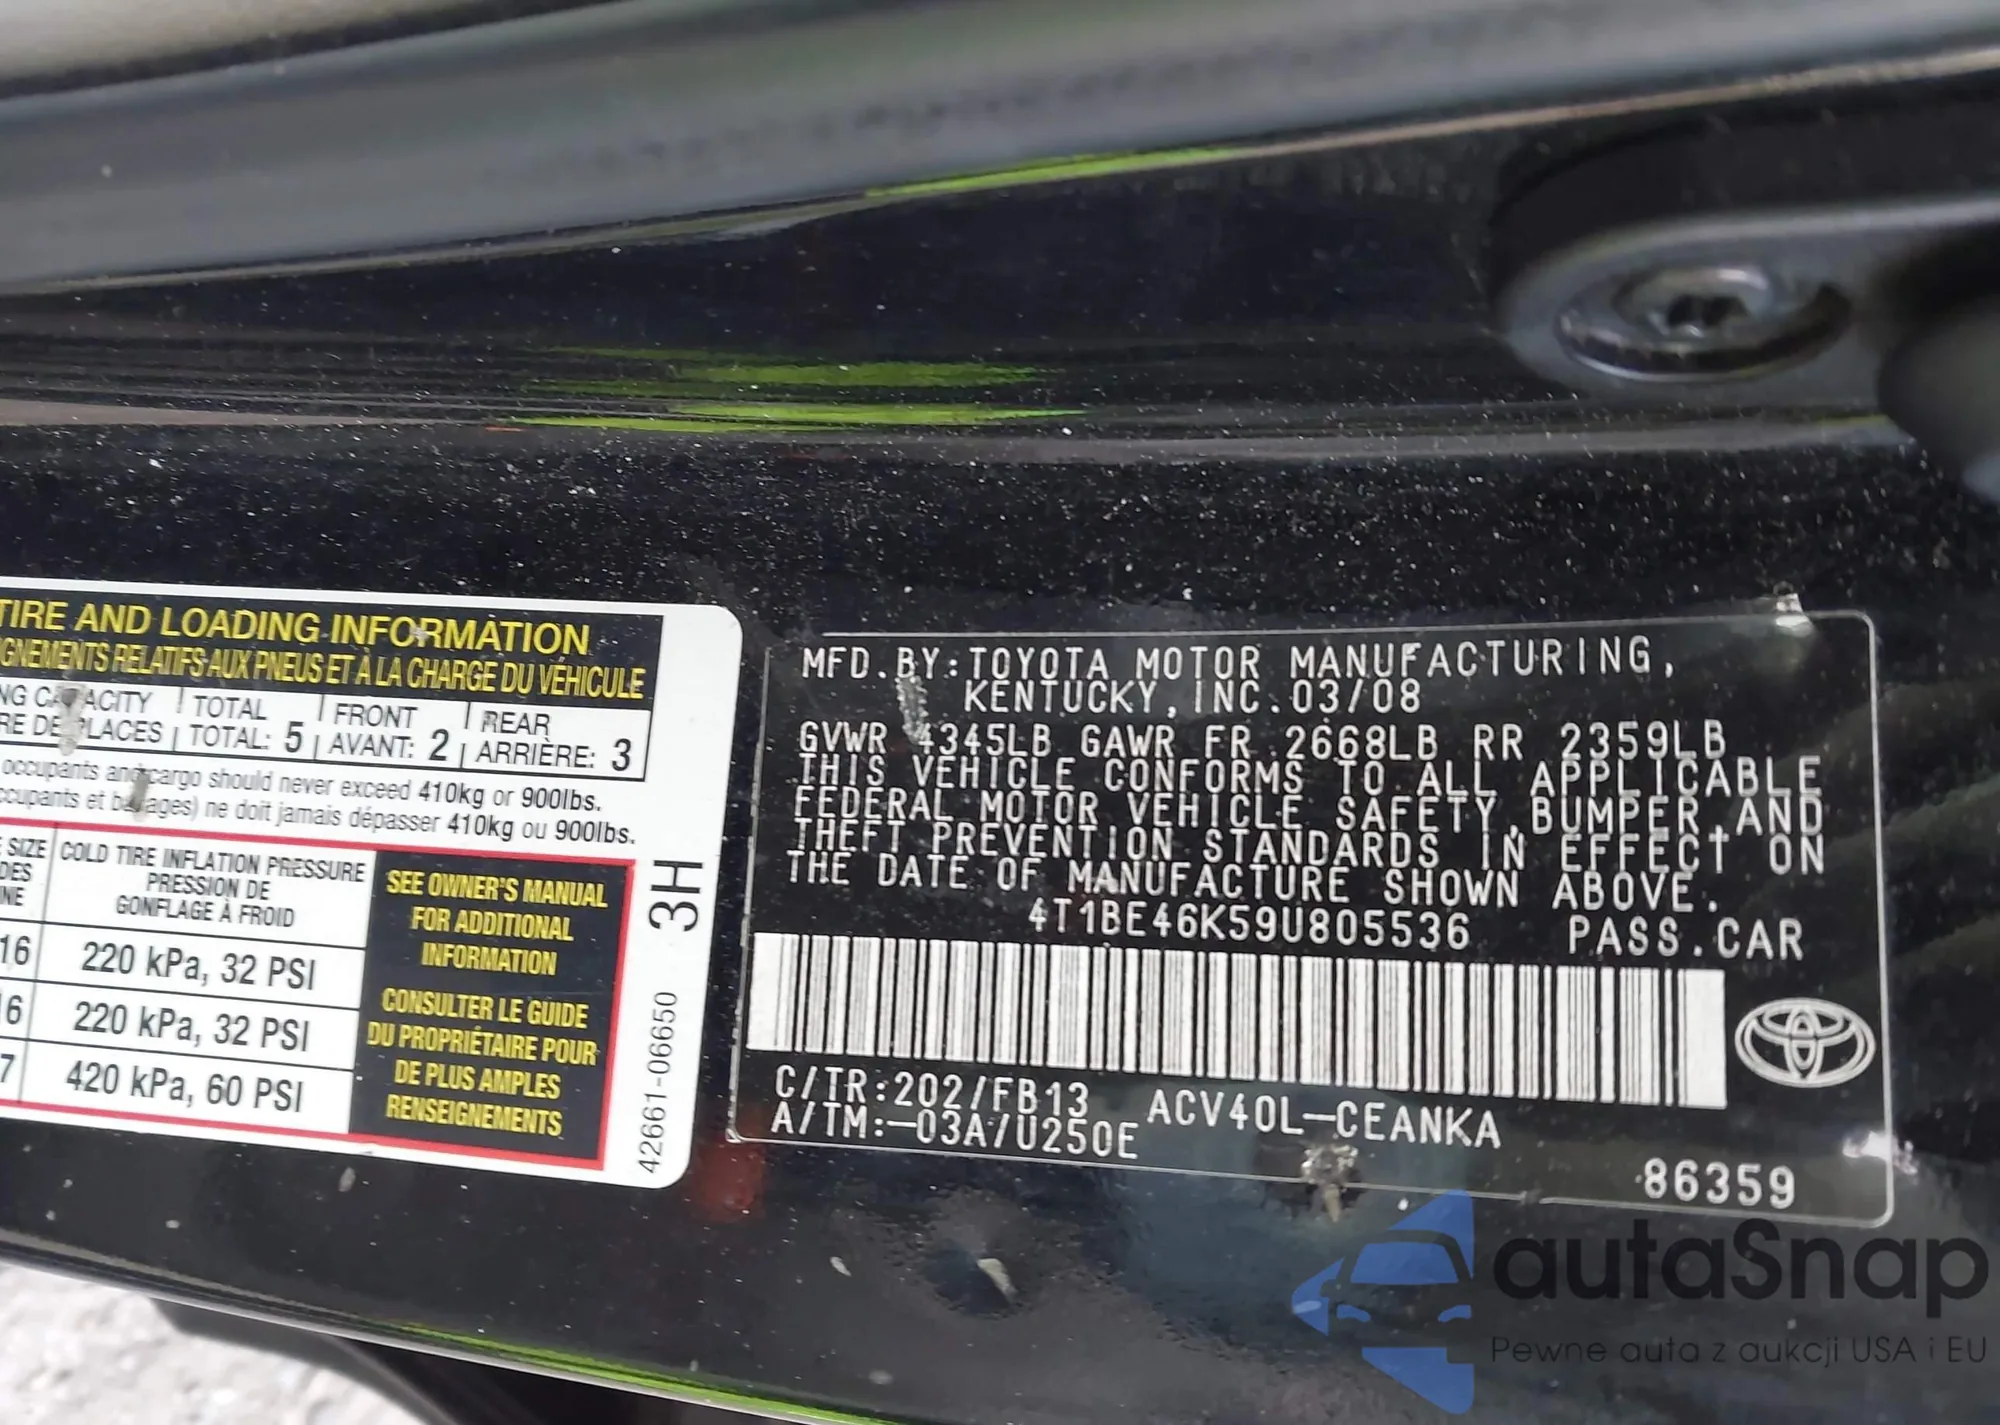 TIRE AND LOADING INFORMATION
RELATIFS AUX PNEUS ET À LA CHARGE DU VÉHICULE
TOTAL FRONT REAR
TOTAL: 5 AVANT: 2 ARRIÈRE: 3
occupants and cargo should never exceed 410kg or 900lbs.
ne doit jamais dépasser 410kg ou 900lbs.
SIZE
COLD TIRE INFLATION PRESSURE
PRESSION DE
GONFLAGE À FROID
16 220 kPa, 32 PSI
16 220 kPa, 32 PSI
7 420 kPa, 60 PSI
SEE OWNER'S MANUAL
FOR ADDITIONAL
INFORMATION
CONSULTER LE GUIDE
DU PROPRIÉTAIRE POUR
DE PLUS AMPLES
RENSEIGNEMENTS
3H
42661-06650
MFD.BY:TOYOTA MOTOR MANUFACTURING,
KENTUCKY,INC.03/08
GVWR 4345LB GAWR FR 2668LB RR 2359LB
THIS VEHICLE CONFORMS TO ALL APPLICABLE
FEDERAL MOTOR VEHICLE SAFETY,BUMPER,AND
THEFT PREVENTION STANDARDS IN EFFECT ON
THE DATE OF MANUFACTURE SHOWN ABOVE.
4T1BE46K59U805536 PASS.CAR
C/TR:202/FB13 ACV40L-CEANKA
A/TM:-03A/U250E
86359
autaSnap
Pewne auta z aukcji USA i EU